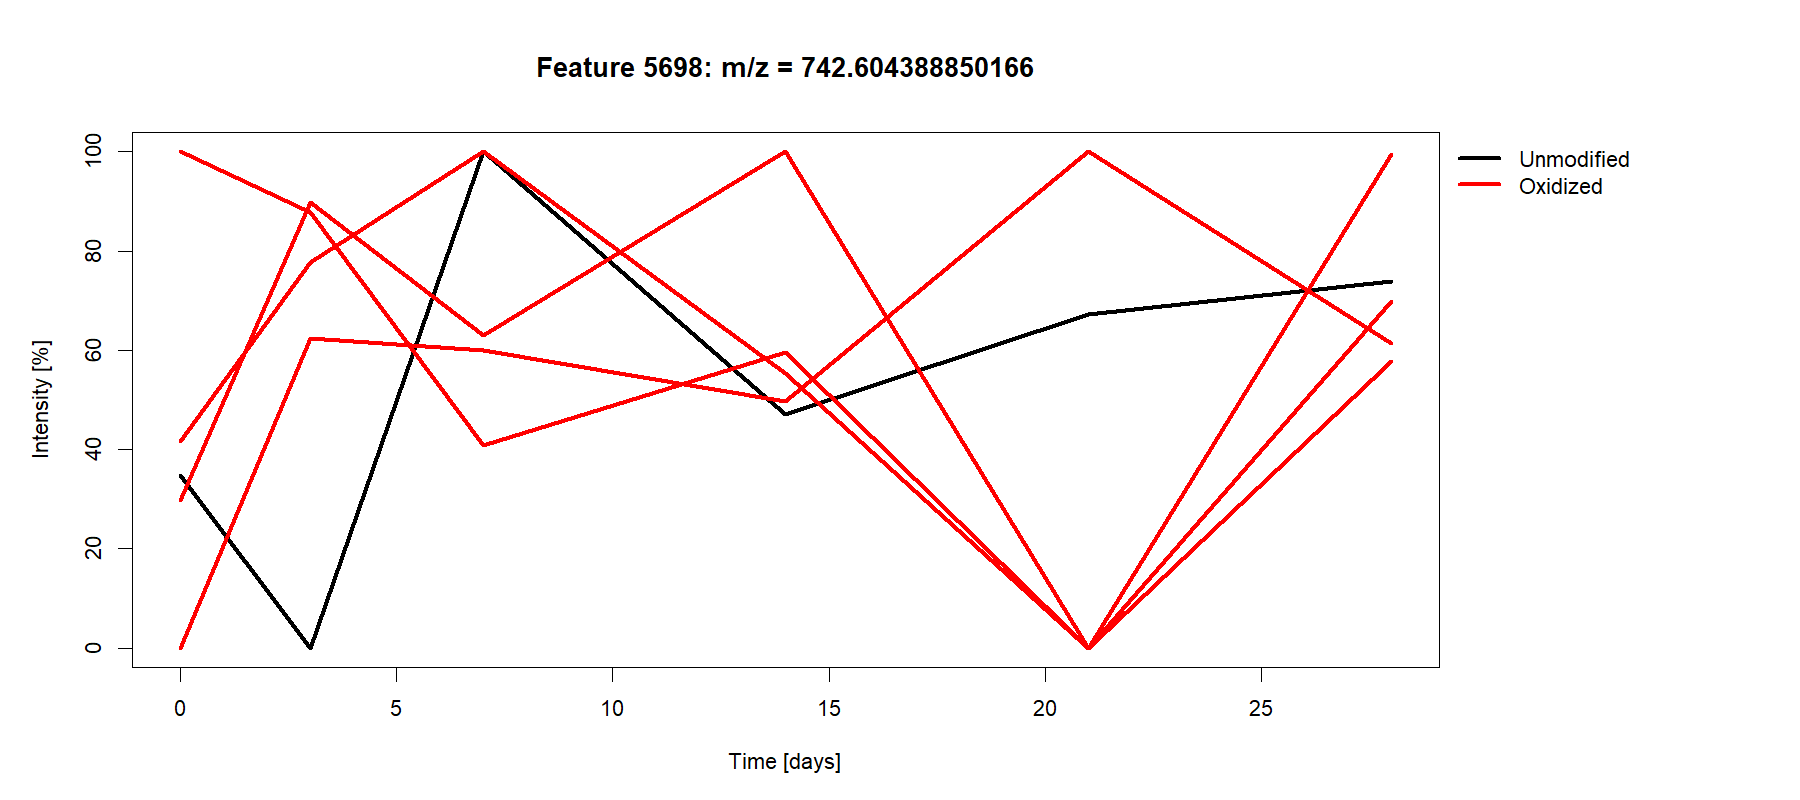 Feature 5698: m/z = 742.604388850166
Unmodified
Oxidized
Intensity [%]
100
80
60
40
20
0
0 5 10 15 20 25
Time [days]